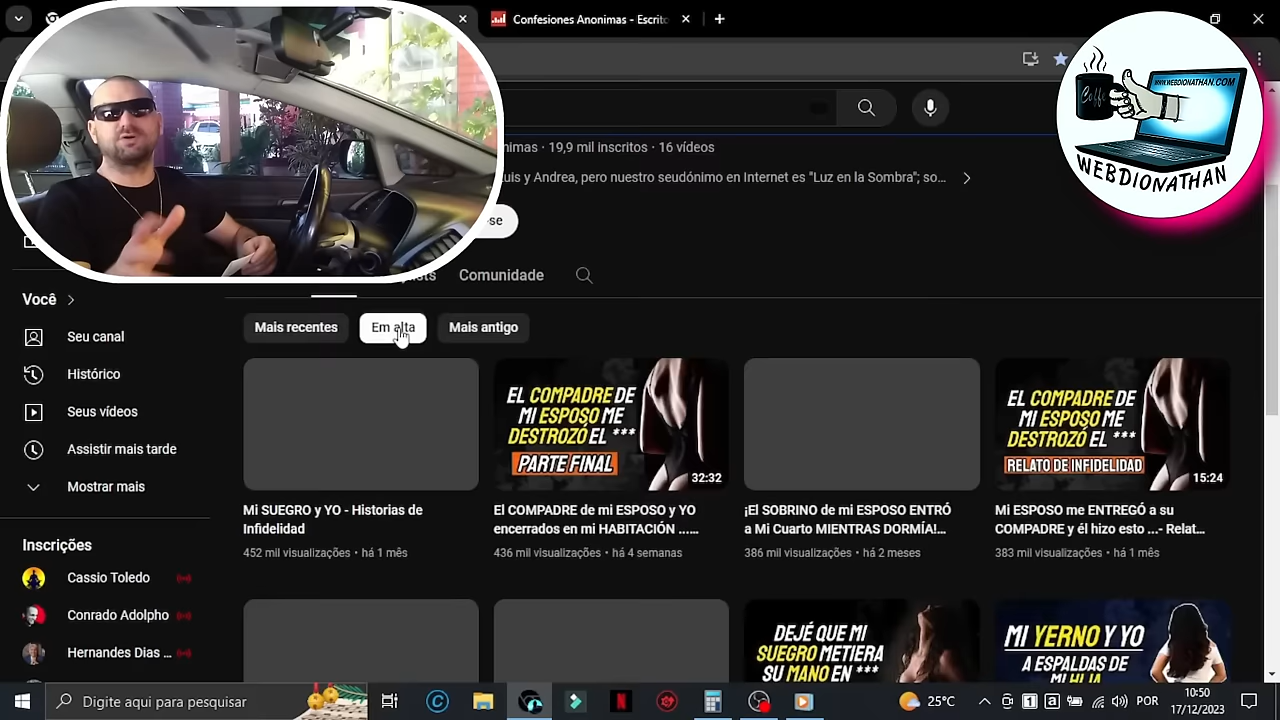 Confesiones Anonimas - Escrito
WWW.WEBDIONATHAN.COM
Coffe
WEBDIONATHAN
nimas · 19,9 mil inscritos · 16 vídeos
uis y Andrea, pero nuestro seudónimo en Internet es "Luz en la Sombra"; so...
se
sts
Comunidade
Você
Seu canal
Histórico
Seus vídeos
Assistir mais tarde
Mostrar mais
Inscrições
Cassio Toledo
Conrado Adolpho
Hernandes Dias ...
Mais recentes
Em alta
Mais antigo
EL COMPADRE DE
MI ESPOSO ME
DESTROZÓ EL ***
PARTE FINAL
32:32
EL COMPADRE DE
MI ESPOSO ME
DESTROZÓ EL ***
RELATO DE INFIDELIDAD
15:24
Mi SUEGRO y YO - Historias de
Infidelidad
452 mil visualizações • há 1 mês
El COMPADRE de mi ESPOSO y YO
encerrados en mi HABITACIÓN ......
436 mil visualizações • há 4 semanas
¡El SOBRINO de mi ESPOSO ENTRÓ
a Mi Cuarto MIENTRAS DORMÍA!...
386 mil visualizações • há 2 meses
Mi ESPOSO me ENTREGÓ a su
COMPADRE y él hizo esto ...- Relat...
383 mil visualizações • há 1 mês
DEJÉ QUE MI
SUEGRO METIERA
SU MANO EN ***
MI YERNO Y YO
A ESPALDAS DE
MI HIJA
Digite aqui para pesquisar
25°C
POR
10:50
17/12/2023